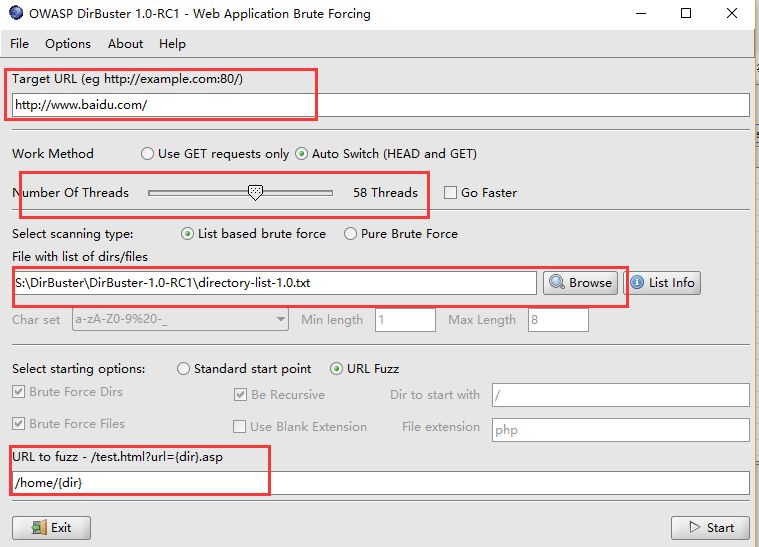 OWASP DirBuster 1.0-RC1 - Web Application Brute Forcing
File Options About Help
Target URL (eg http://example.com:80/)
http://www.baidu.com/
Work Method Use GET requests only Auto Switch (HEAD and GET)
Number Of Threads 58 Threads Go Faster
Select scanning type: List based brute force Pure Brute Force
File with list of dirs/files
S:\DirBuster\DirBuster-1.0-RC1\directory-list-1.0.txt Browse List Info
Char set a-zA-Z0-9%20-_ Min length 1 Max Length 8
Select starting options: Standard start point URL Fuzz
Brute Force Dirs Be Recursive Dir to start with /
Brute Force Files Use Blank Extension File extension php
URL to fuzz - /test.html?url={dir}.asp
/home/{dir}
Exit Start